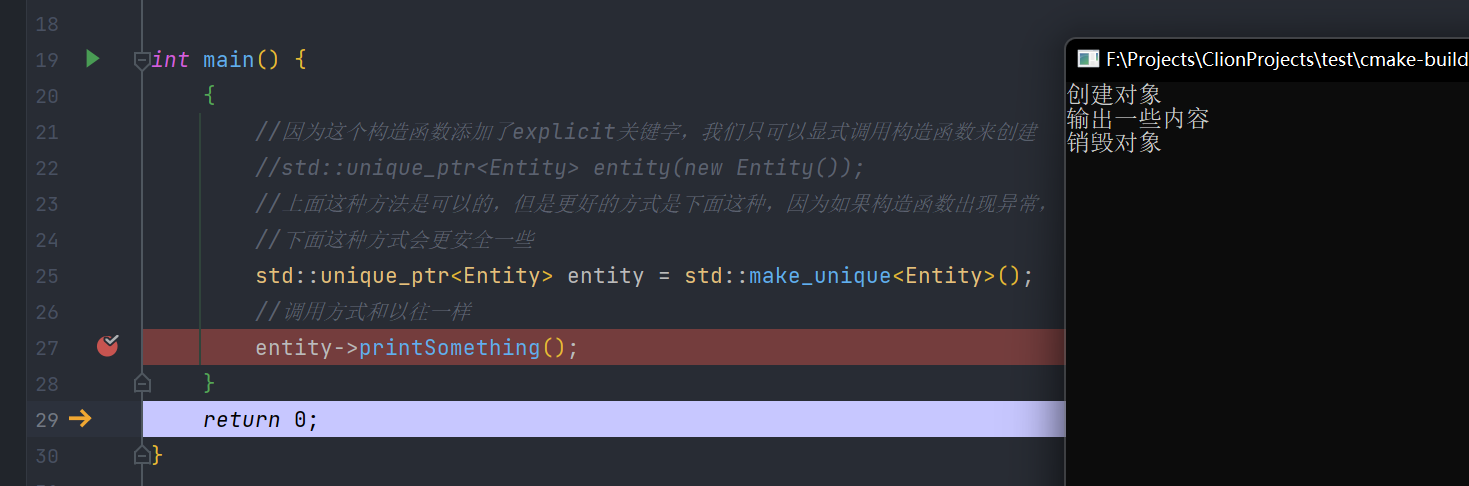 18
19 int main() {
20 {
21 //因为这个构造函数添加了explicit关键字，我们只可以显式调用构造函数来创建
22 //std::unique_ptr<Entity> entity(new Entity());
23 //上面这种方法是可以的，但是更好的方式是下面这种，因为如果构造函数出现异常，
24 //下面这种方式会更安全一些
25 std::unique_ptr<Entity> entity = std::make_unique<Entity>();
26 //调用方式和以往一样
27 entity->printSomething();
28 }
29 return 0;
30 }
F:\Projects\ClionProjects\test\cmake-build
创建对象
输出一些内容
销毁对象